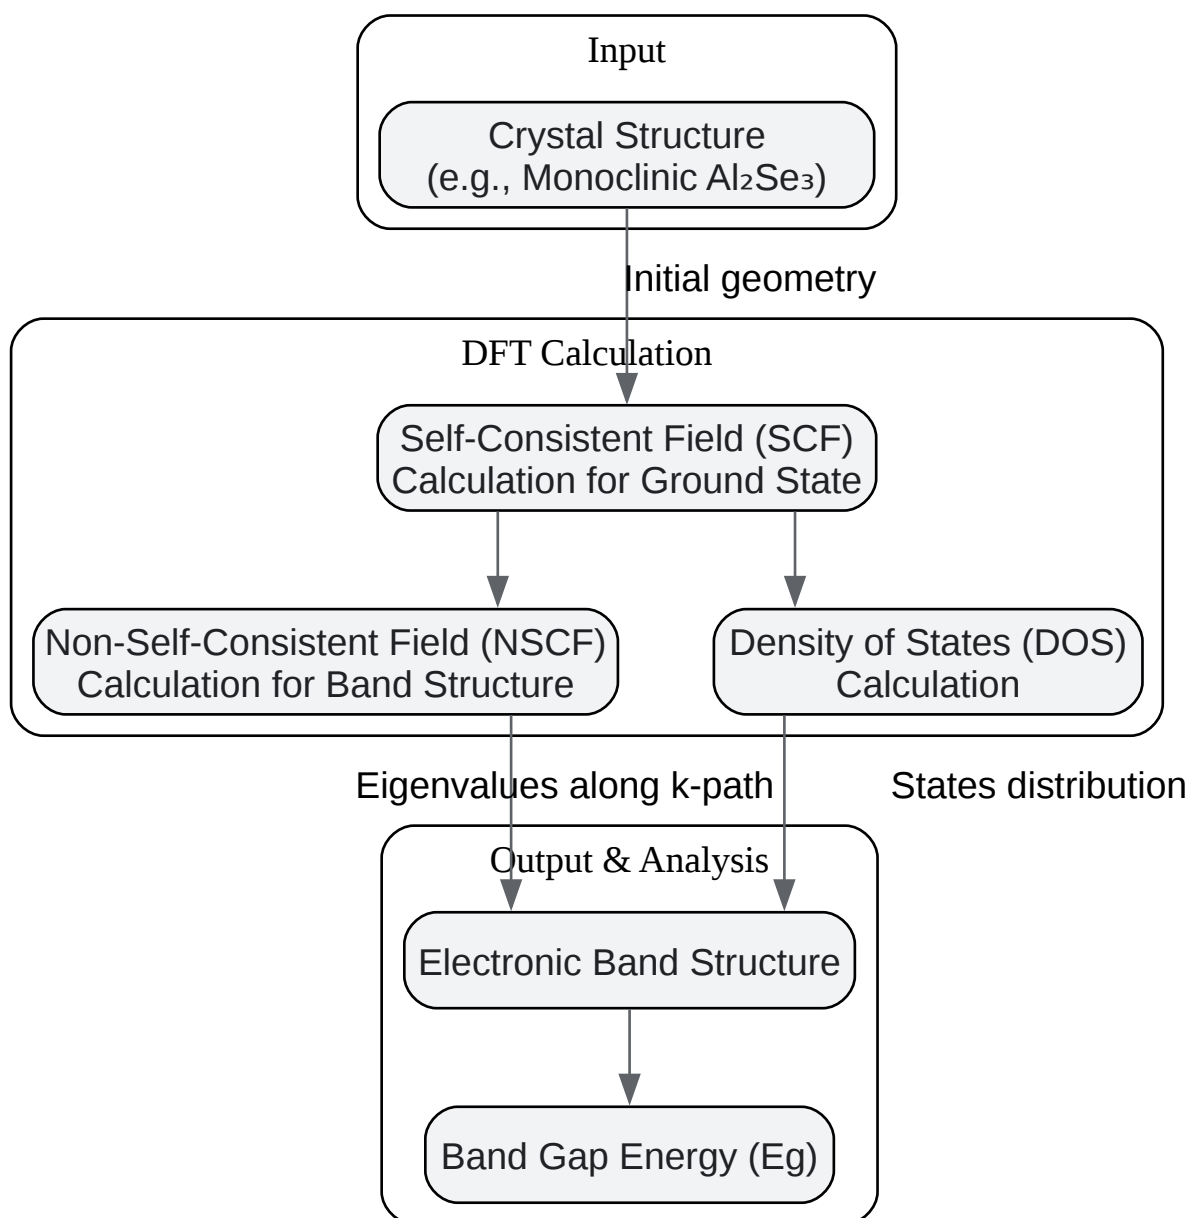 Input
Crystal Structure
(e.g., Monoclinic Al₂Se₃)
Initial geometry
DFT Calculation
Self-Consistent Field (SCF)
Calculation for Ground State
Non-Self-Consistent Field (NSCF)
Calculation for Band Structure
Density of States (DOS)
Calculation
Eigenvalues along k-path
States distribution
Output & Analysis
Electronic Band Structure
Band Gap Energy (Eg)